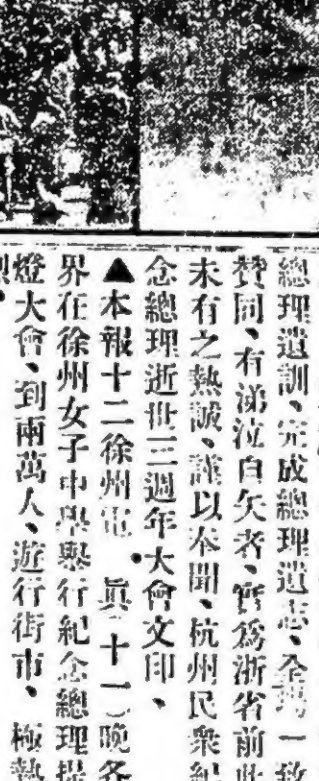 總理遺訓、完成總理遺志、全場一致
贊同、有涕泣自矢者、實爲浙省前此
未有之熱誠、謹以奉聞、杭州民衆紀
念總理逝世三週年大會文印、
▲本報十二徐州電 眞（十一）晚各
界在徐州女子中學舉行紀念總理提
燈大會、到兩萬人、遊行街市、極熱
烈、